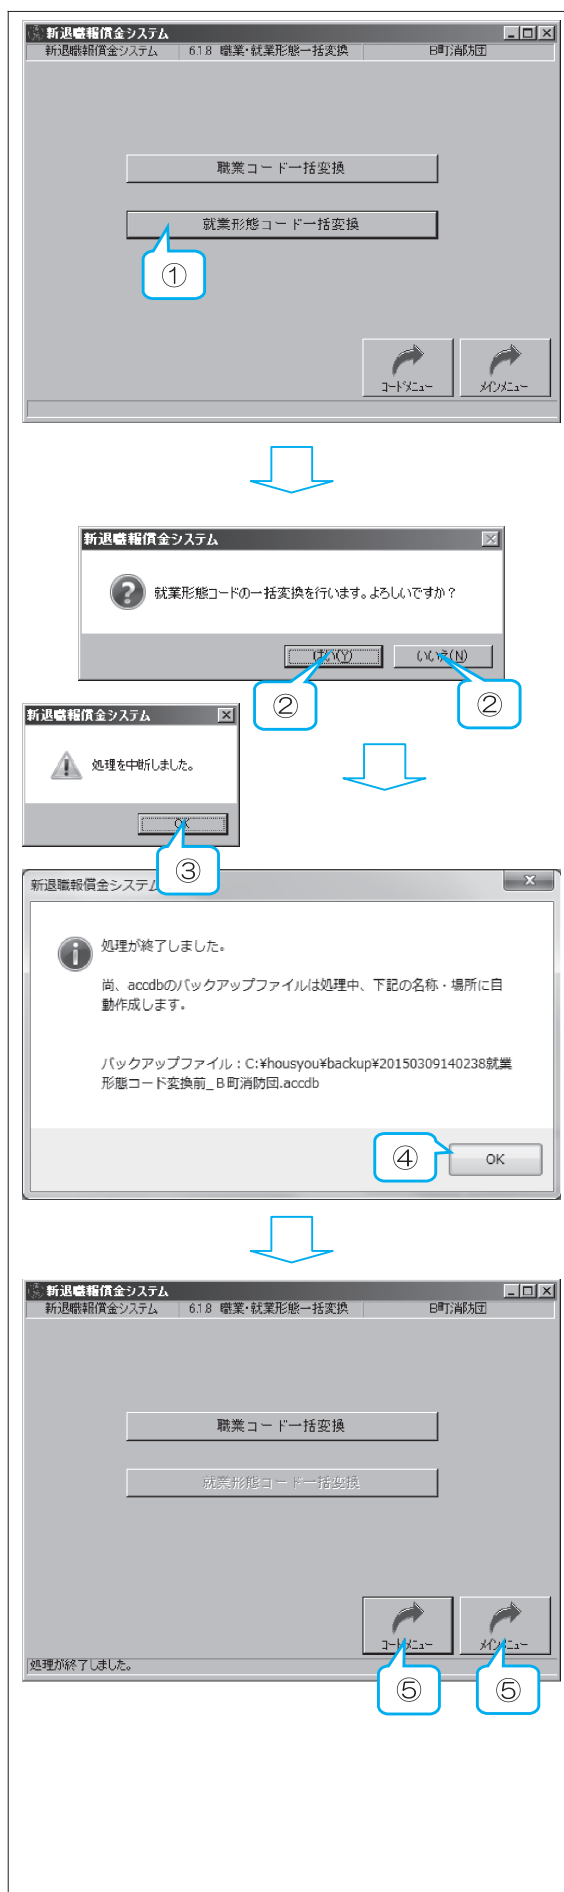 新退職報償金システム
新退職報償金システム 6.1.8 職業・就業形態一括変換 B町消防団
職業コード一括変換
就業形態コード一括変換
①
コードメニュー メインメニュー
新退職報償金システム
就業形態コードの一括変換を行います。よろしいですか？
はい(Y) いいえ(N)
② ②
新退職報償金システム
処理を中断しました。
OK
③
新退職報償金システム
処理が終了しました。
尚、accdbのバックアップファイルは処理中、下記の名称・場所に自
動作成します。
バックアップファイル：C:¥housyou¥backup¥20150309140238就業
形態コード変換前_Ｂ町消防団.accdb
④ OK
新退職報償金システム
新退職報償金システム 6.1.8 職業・就業形態一括変換 B町消防団
職業コード一括変換
就業形態コード一括変換
コードメニュー メインメニュー
処理が終了しました。
⑤ ⑤